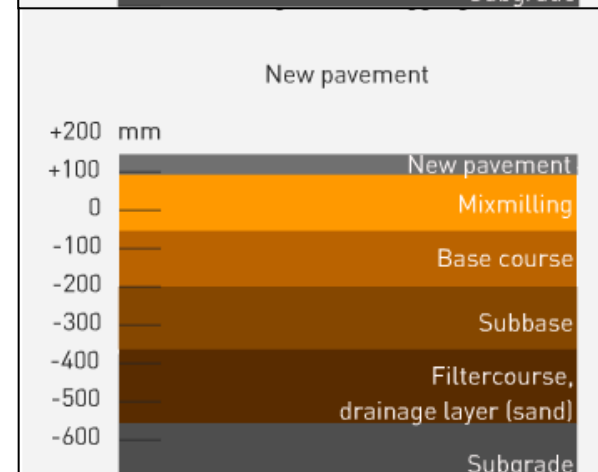 Subgrade
New pavement
+200 mm
+100
New pavement
0
Mixmilling
-100
Base course
-200
-300
Subbase
-400
Filtercourse,
-500
drainage layer (sand)
-600
Subgrade